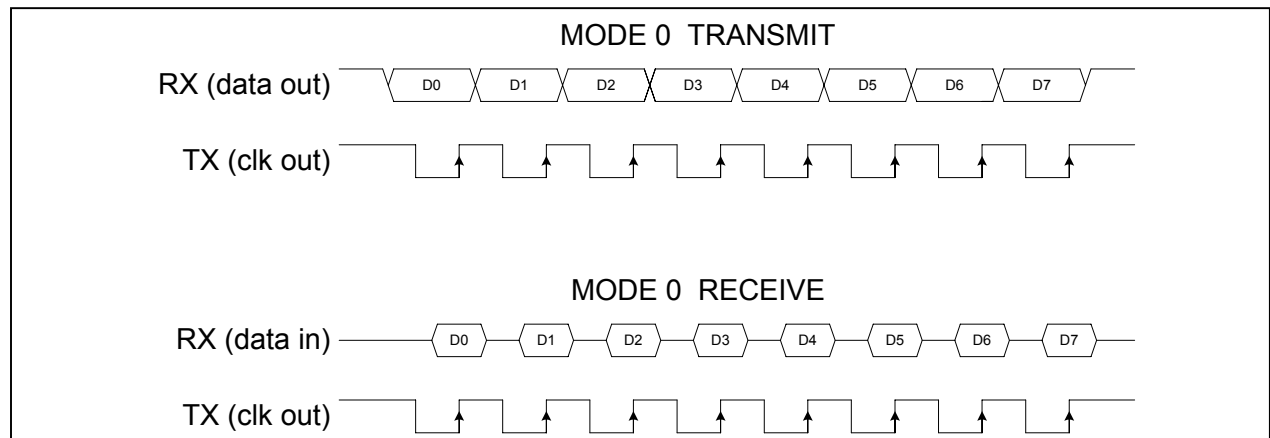 MODE 0 TRANSMIT
RX (data out) D0 D1 D2 D3 D4 D5 D6 D7
TX (clk out)
MODE 0 RECEIVE
RX (data in) D0 D1 D2 D3 D4 D5 D6 D7
TX (clk out)